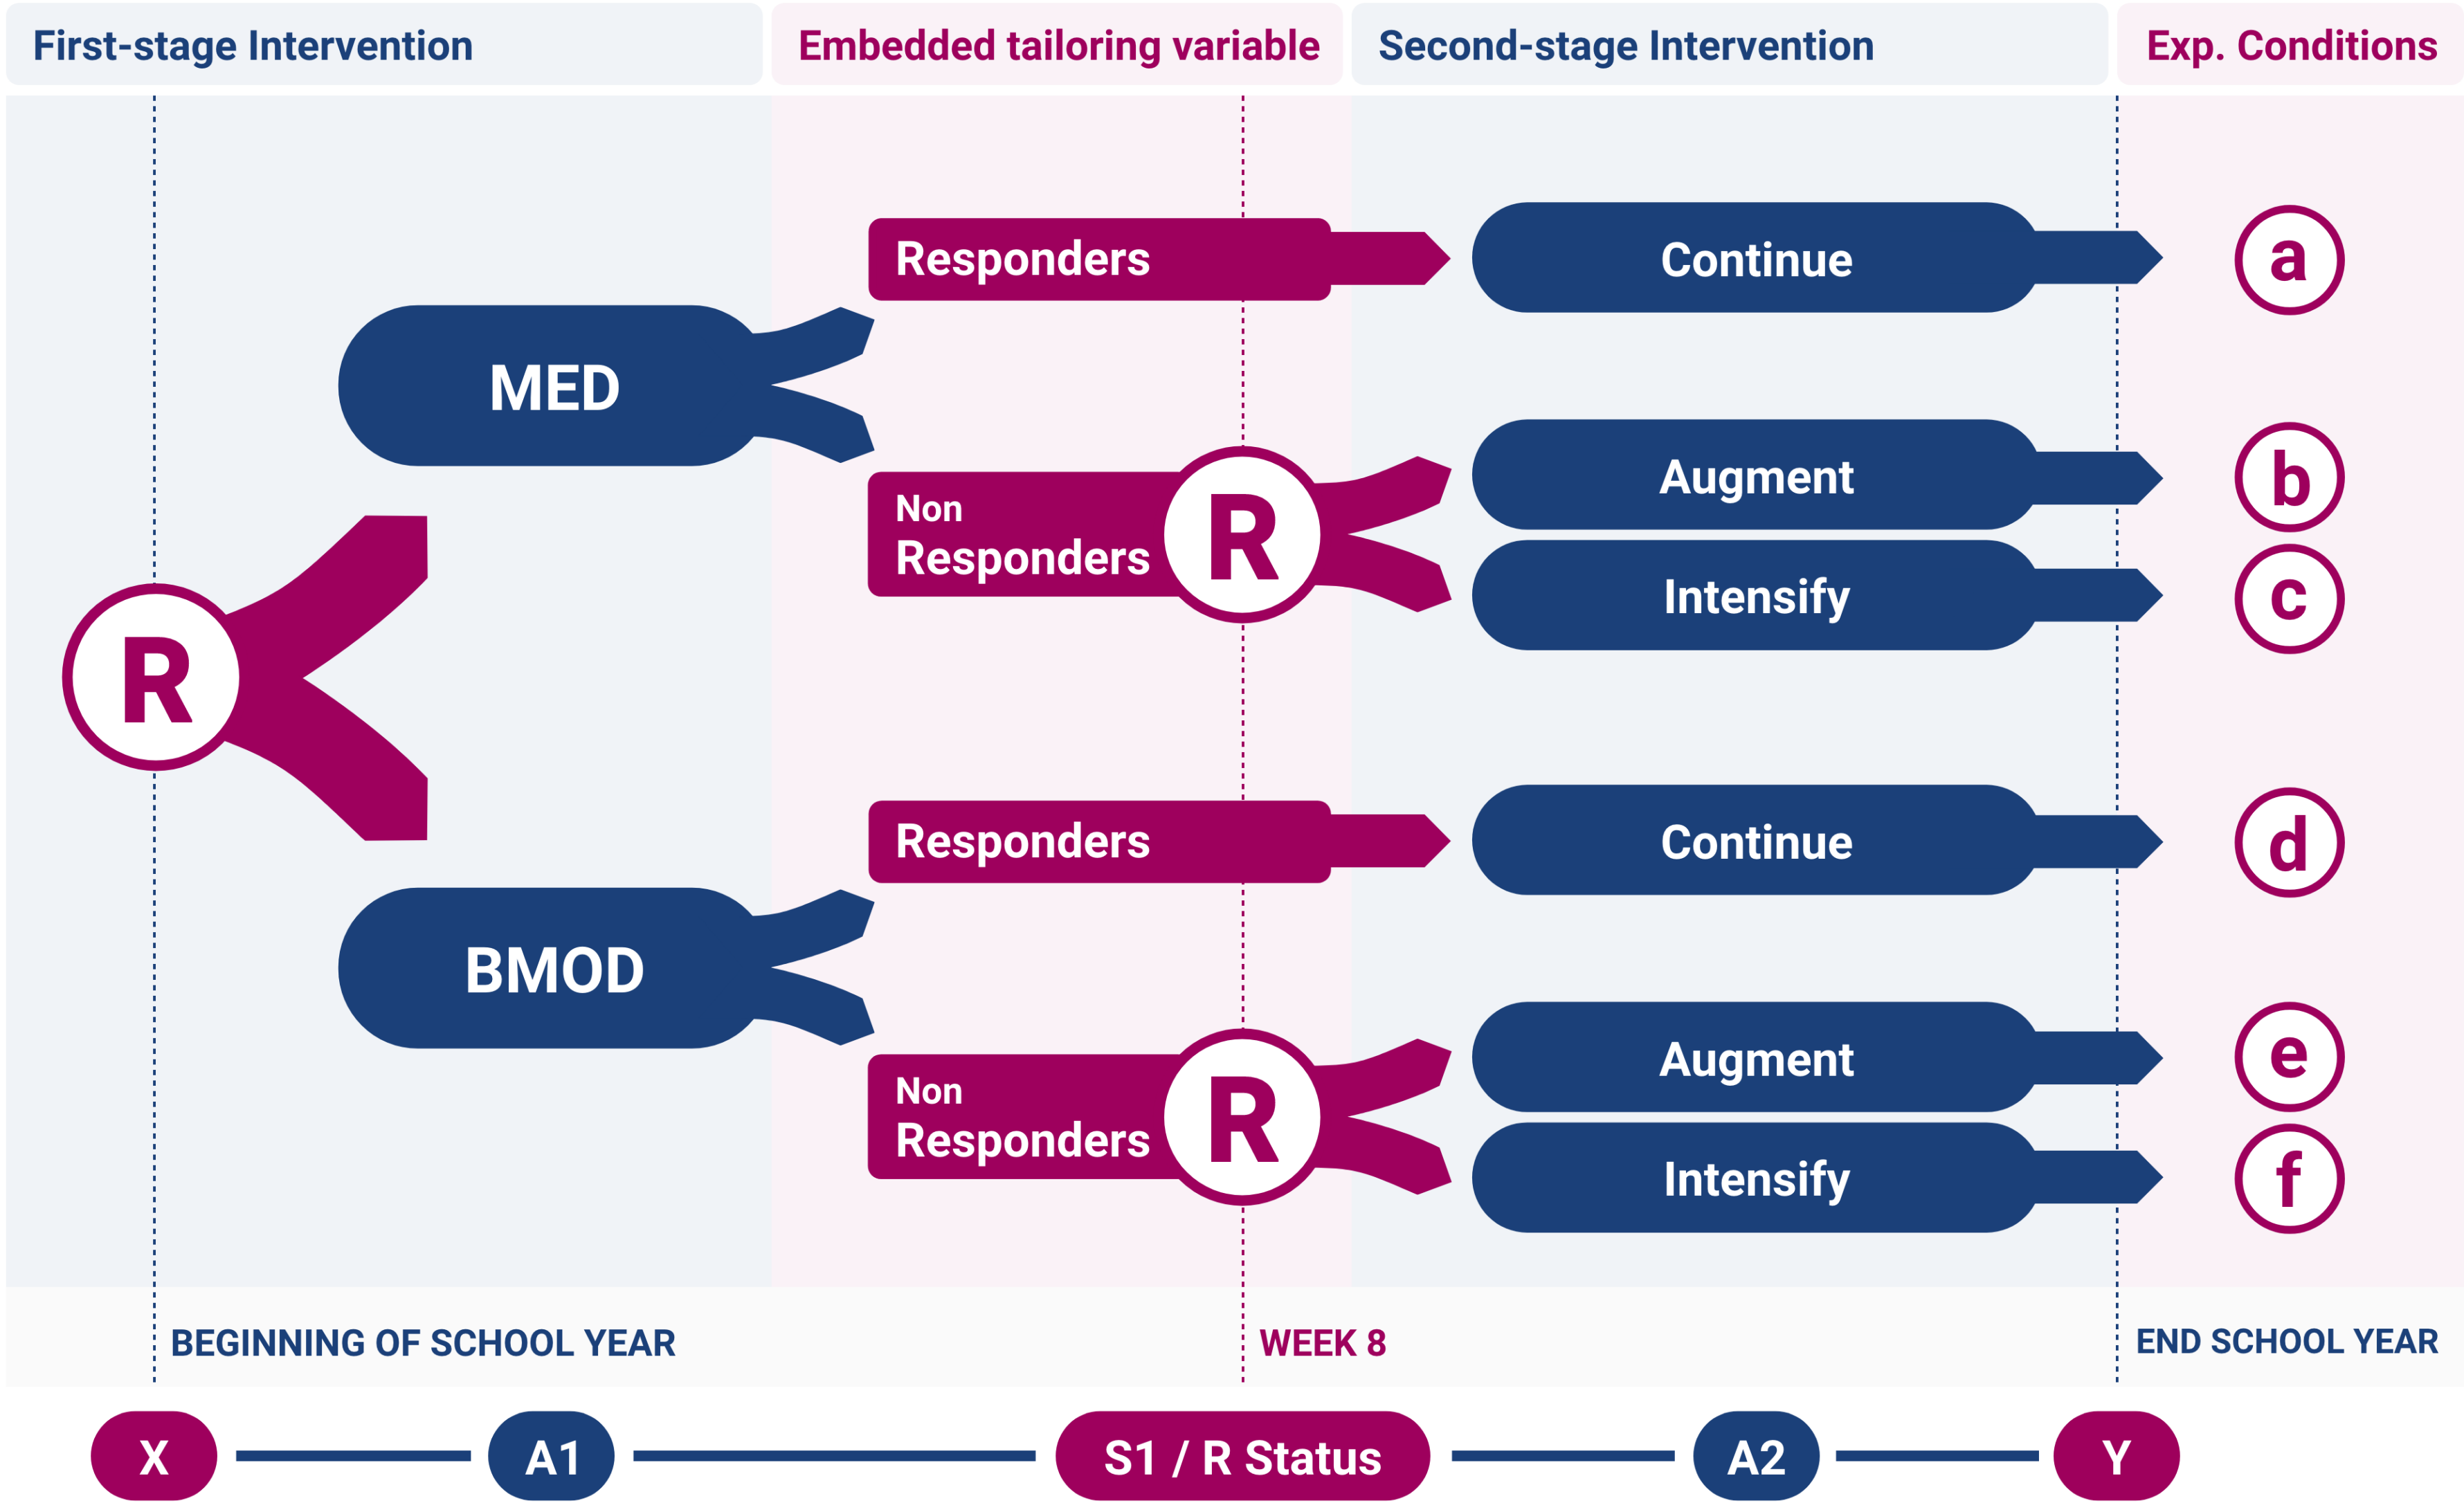 First-stage Intervention
Embedded tailoring variable
Second-stage Intervention
Exp. Conditions
Responders
Continue
a
MED
Non
Responders
R
Augment
b
Intensify
c
R
Responders
Continue
d
BMOD
Non
Responders
R
Augment
e
Intensify
f
BEGINNING OF SCHOOL YEAR
WEEK 8
END SCHOOL YEAR
X
A1
S1 / R Status
A2
Y